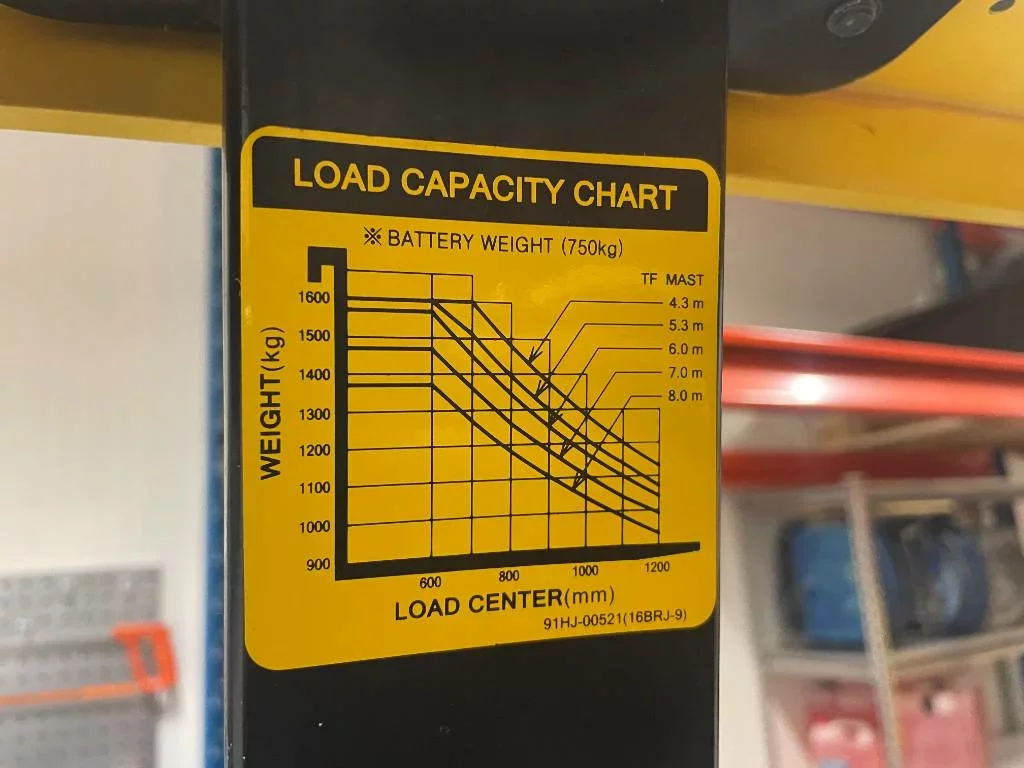 LOAD CAPACITY CHART
※ BATTERY WEIGHT (750kg)
TF MAST
4.3 m
5.3 m
6.0 m
7.0 m
8.0 m
WEIGHT(kg)
1600
1500
1400
1300
1200
1100
1000
900
600 800 1000 1200
LOAD CENTER(mm)
91HJ-00521(16BRJ-9)